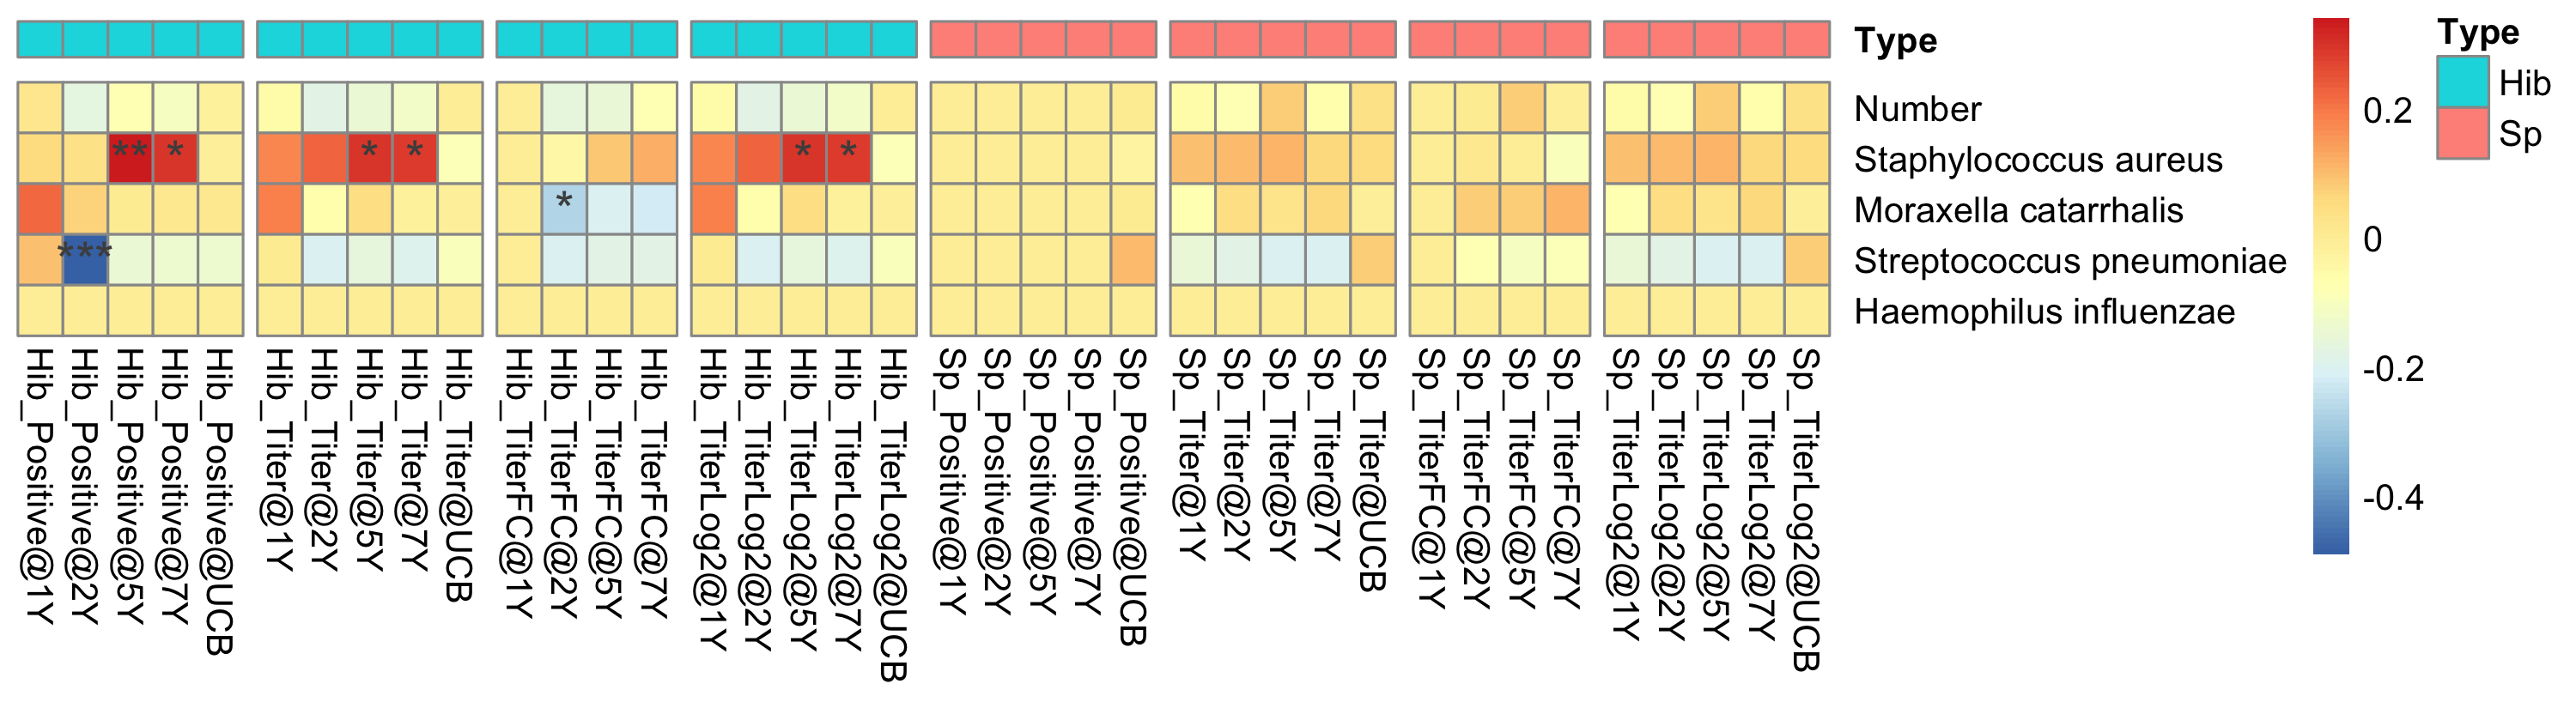 Type
Number
Staphylococcus aureus
Moraxella catarrhalis
Streptococcus pneumoniae
Haemophilus influenzae
** * * * * *
*
***
Hib_Positive@1Y
Hib_Positive@2Y
Hib_Positive@5Y
Hib_Positive@7Y
Hib_Positive@UCB
Hib_Titer@1Y
Hib_Titer@2Y
Hib_Titer@5Y
Hib_Titer@7Y
Hib_Titer@UCB
Hib_TiterFC@1Y
Hib_TiterFC@2Y
Hib_TiterFC@5Y
Hib_TiterFC@7Y
Hib_TiterLog2@1Y
Hib_TiterLog2@2Y
Hib_TiterLog2@5Y
Hib_TiterLog2@7Y
Hib_TiterLog2@UCB
Sp_Positive@1Y
Sp_Positive@2Y
Sp_Positive@5Y
Sp_Positive@7Y
Sp_Positive@UCB
Sp_Titer@1Y
Sp_Titer@2Y
Sp_Titer@5Y
Sp_Titer@7Y
Sp_Titer@UCB
Sp_TiterFC@1Y
Sp_TiterFC@2Y
Sp_TiterFC@5Y
Sp_TiterFC@7Y
Sp_TiterLog2@1Y
Sp_TiterLog2@2Y
Sp_TiterLog2@5Y
Sp_TiterLog2@7Y
Sp_TiterLog2@UCB
0.2
0
-0.2
-0.4
Type
Hib
Sp